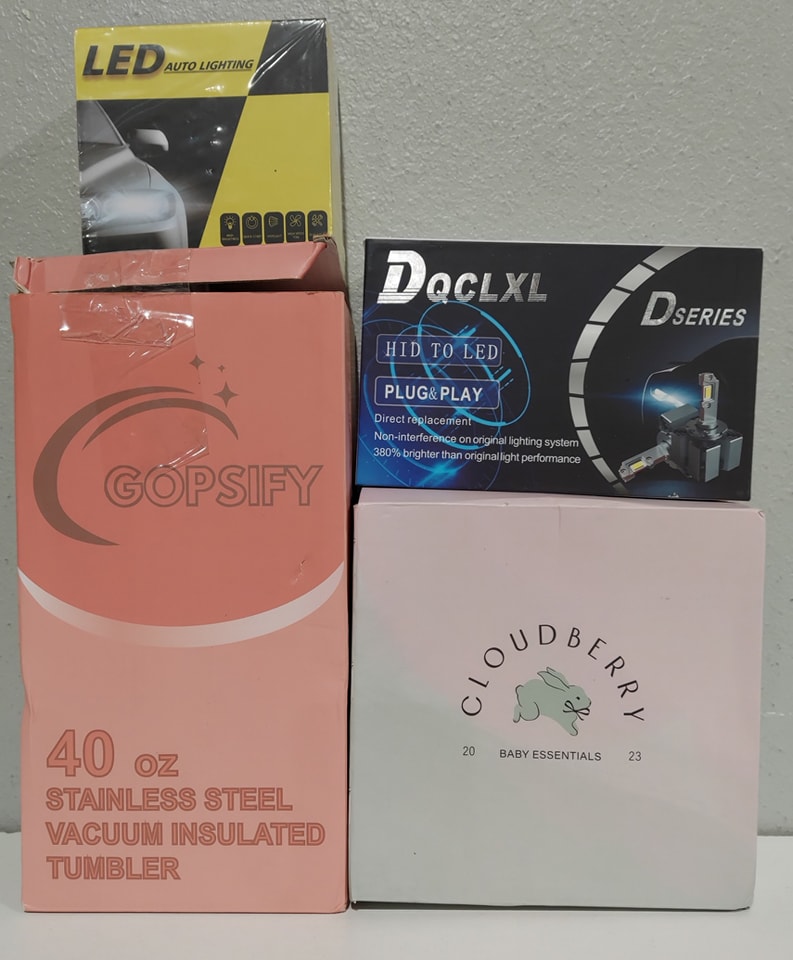 LED AUTO LIGHTING
DQCLXL
D SERIES
HID TO LED
PLUG&PLAY
Direct replacement
Non-interference on original lighting system
380% brighter than original light performance
GOPSIFY
40 oz
STAINLESS STEEL
VACUUM INSULATED
TUMBLER
CLOUDBERRY
20 BABY ESSENTIALS 23